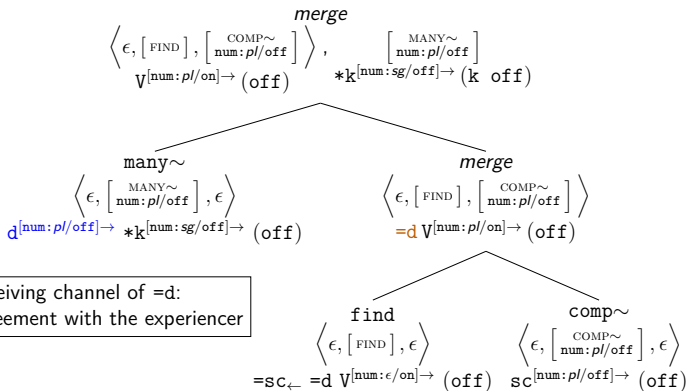 merge
⟨ϵ, [FIND], [COMP∼ num:pl/off]⟩, [MANY∼ num:pl/off]
V[num:pl/on]→ (off) *k[num:sg/off]→ (k off)
many∼ merge
⟨ϵ, [MANY∼ num:pl/off], ϵ⟩ ⟨ϵ, [FIND], [COMP∼ num:pl/off]⟩
d[num:pl/off]→ *k[num:sg/off]→ (off) =d V[num:pl/on]→ (off)
eiving channel of =d:
eement with the experiencer
find comp∼
⟨ϵ, [FIND], ϵ⟩ ⟨ϵ, [COMP∼ num:pl/off], ϵ⟩
=sc← =d V[num:ϵ/on]→ (off) sc[num:pl/off]→ (off)